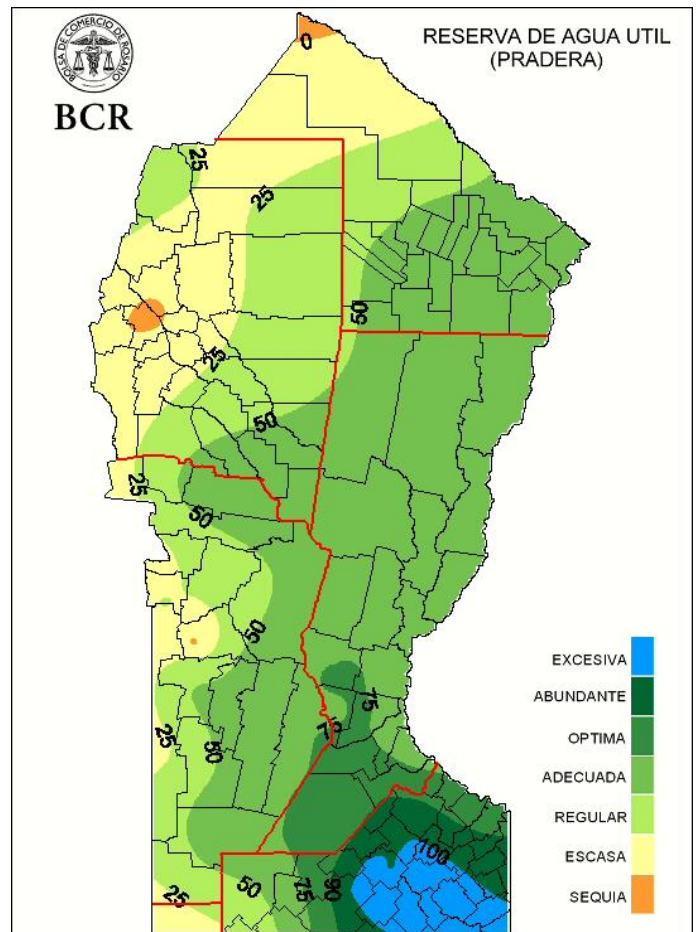 BOLSA DE COMERCIO DE ROSARIO
BCR
RESERVA DE AGUA UTIL
(PRADERA)
0
25
25
50
25
50
25
50
50
75
75
25
50
100
25
50
75
90
EXCESIVA
ABUNDANTE
OPTIMA
ADECUADA
REGULAR
ESCASA
SEQUIA